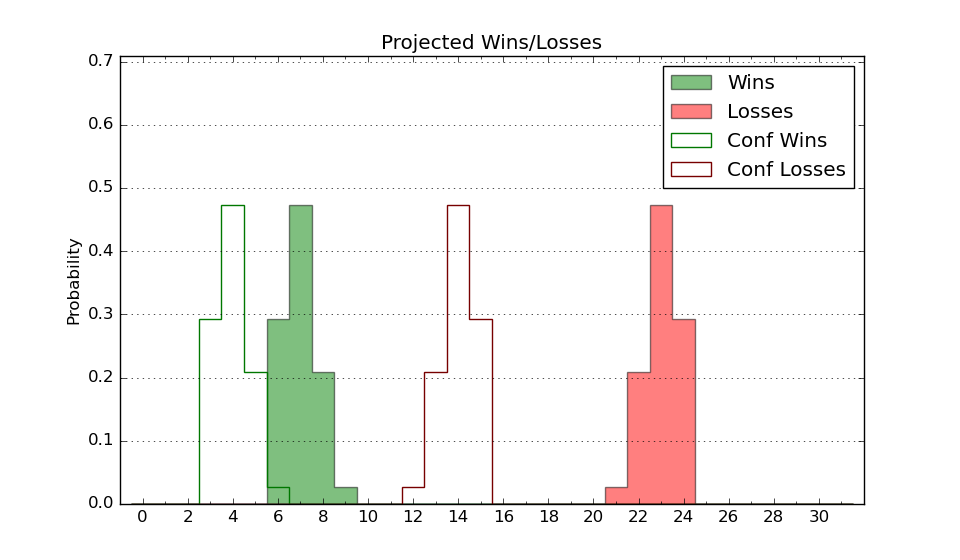 Projected Wins/Losses
0.7
0.6
0.5
0.4
0.3
0.2
0.1
0.0
Probability
Wins
Losses
Conf Wins
Conf Losses
0 2 4 6 8 10 12 14 16 18 20 22 24 26 28 30